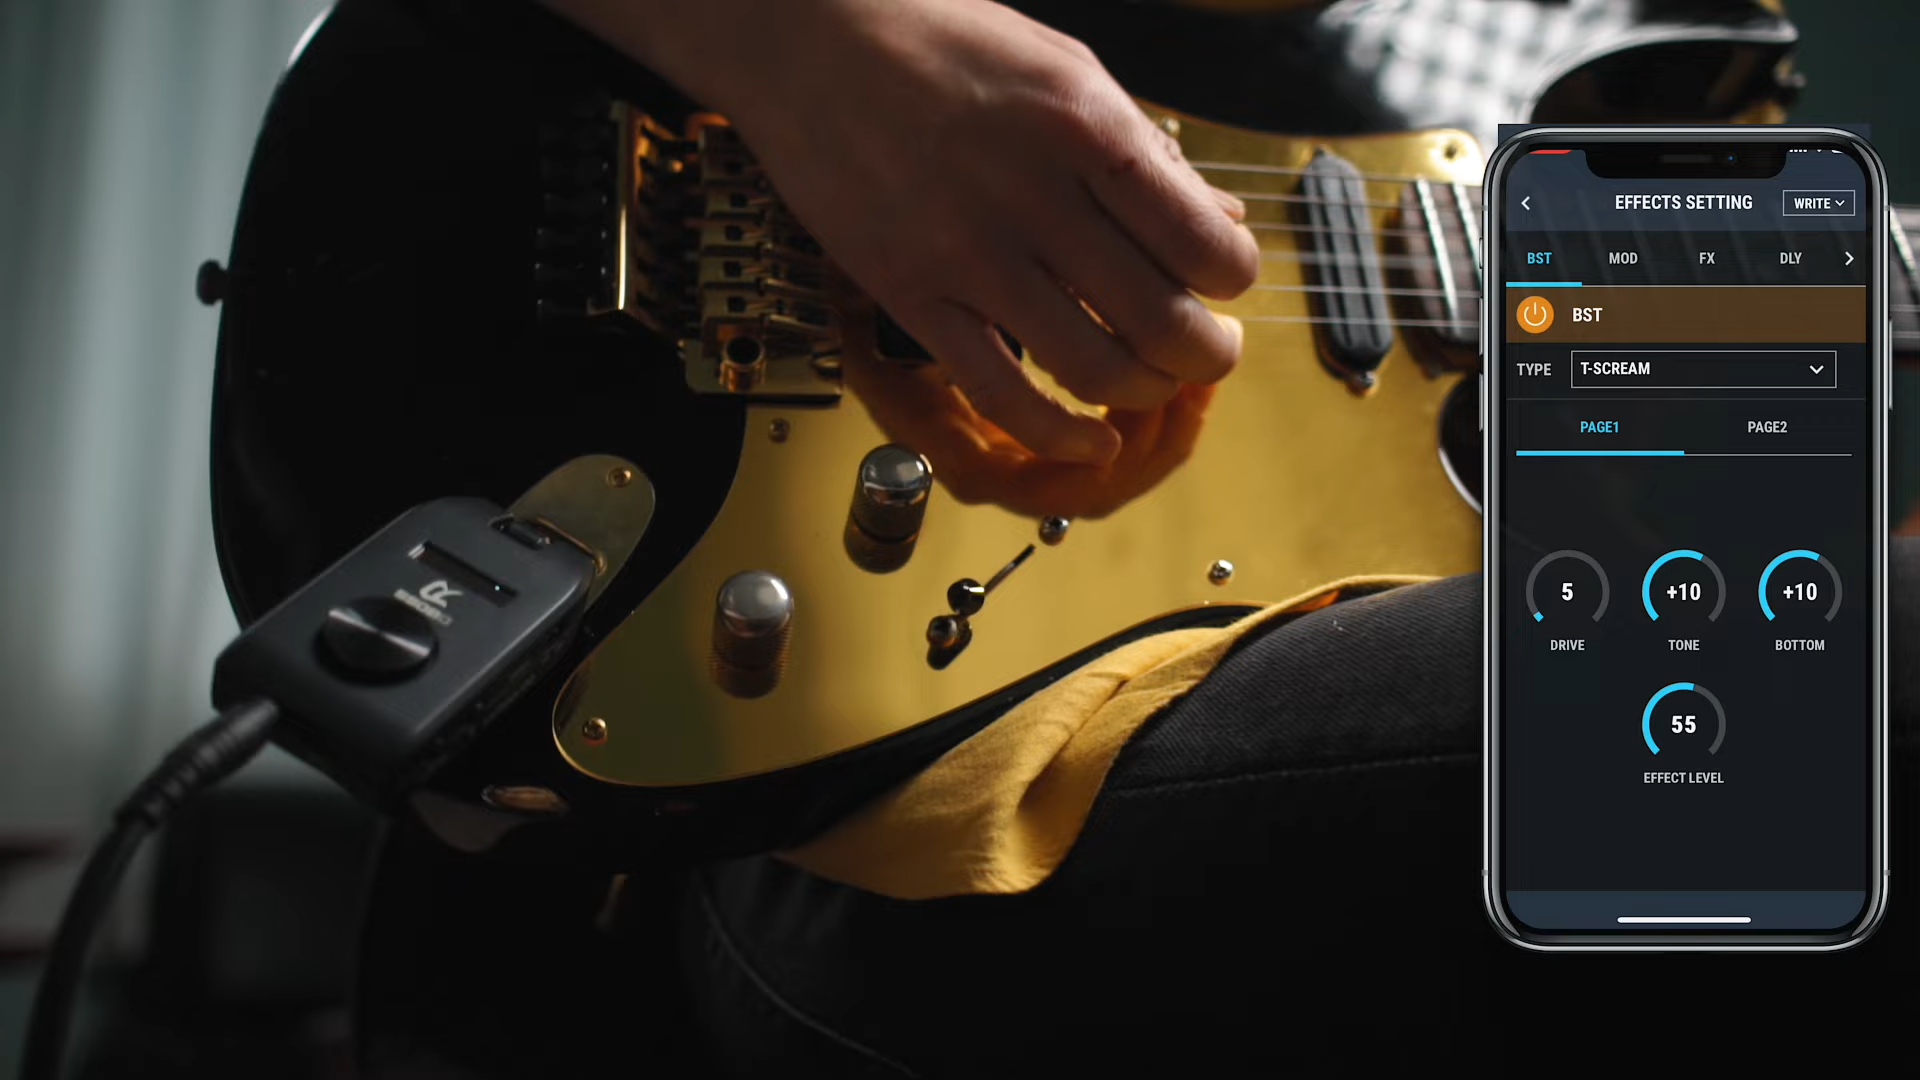 EFFECTS SETTING
WRITE
BST
MOD
FX
DLY
BST
TYPE
T-SCREAM
PAGE1
PAGE2
5
+10
+10
DRIVE
TONE
BOTTOM
55
EFFECT LEVEL